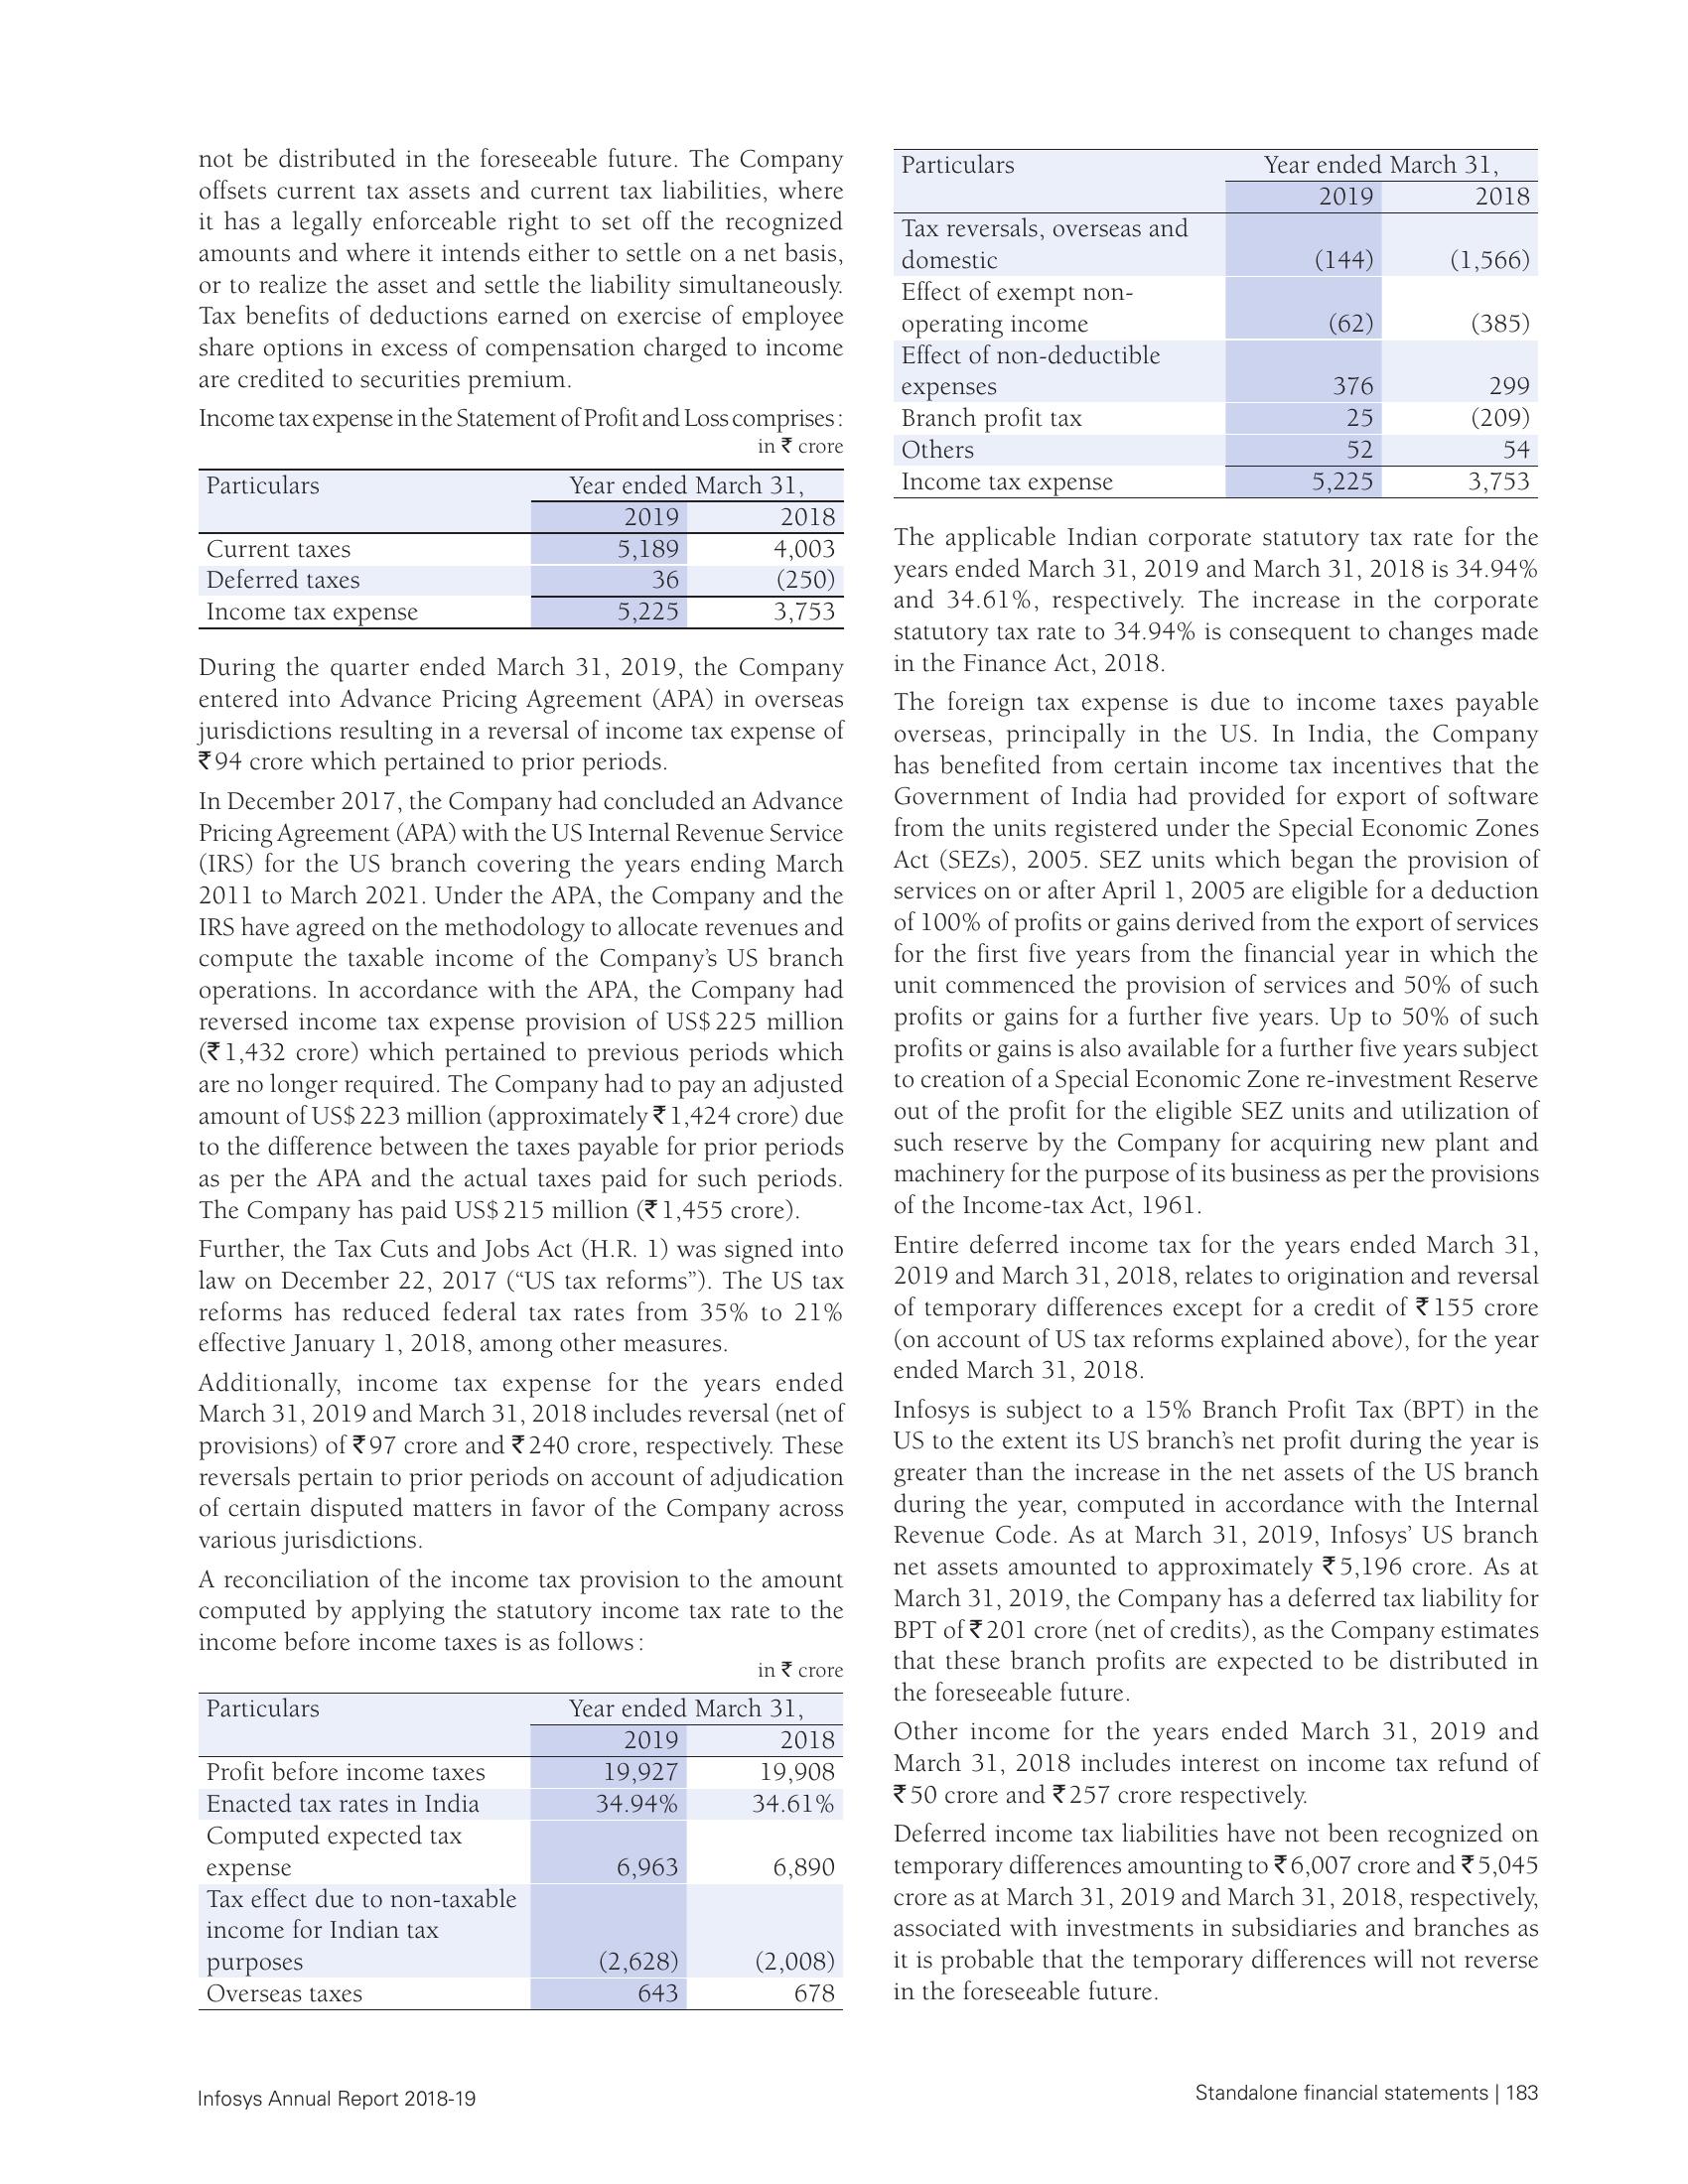 not be distributed in the foreseeable future. The Company
offsets current tax assets and current tax liabilities, where
it has a legally enforceable right to set off the recognized
amounts and where it intends either to settle on a net basis,
or to realize the asset and settle the liability simultaneously.
Tax benefits of deductions earned on exercise of employee
share options in excess of compensation charged to income
are credited to securities premium.
Income tax expense in the Statement of Profit and Loss comprises :
in ₹ crore
Particulars Year ended March 31,
2019 2018
Current taxes 5,189 4,003
Deferred taxes 36 (250)
Income tax expense 5,225 3,753
During the quarter ended March 31, 2019, the Company
entered into Advance Pricing Agreement (APA) in overseas
jurisdictions resulting in a reversal of income tax expense of
₹ 94 crore which pertained to prior periods.
In December 2017, the Company had concluded an Advance
Pricing Agreement (APA) with the US Internal Revenue Service
(IRS) for the US branch covering the years ending March
2011 to March 2021. Under the APA, the Company and the
IRS have agreed on the methodology to allocate revenues and
compute the taxable income of the Company's US branch
operations. In accordance with the APA, the Company had
reversed income tax expense provision of US$ 225 million
(₹ 1,432 crore) which pertained to previous periods which
are no longer required. The Company had to pay an adjusted
amount of US$ 223 million (approximately ₹ 1,424 crore) due
to the difference between the taxes payable for prior periods
as per the APA and the actual taxes paid for such periods.
The Company has paid US$ 215 million (₹ 1,455 crore).
Further, the Tax Cuts and Jobs Act (H.R. 1) was signed into
law on December 22, 2017 (“US tax reforms”). The US tax
reforms has reduced federal tax rates from 35% to 21%
effective January 1, 2018, among other measures.
Additionally, income tax expense for the years ended
March 31, 2019 and March 31, 2018 includes reversal (net of
provisions) of ₹ 97 crore and ₹ 240 crore, respectively. These
reversals pertain to prior periods on account of adjudication
of certain disputed matters in favor of the Company across
various jurisdictions.
A reconciliation of the income tax provision to the amount
computed by applying the statutory income tax rate to the
income before income taxes is as follows :
in ₹ crore
Particulars Year ended March 31,
2019 2018
Profit before income taxes 19,927 19,908
Enacted tax rates in India 34.94% 34.61%
Computed expected tax
expense 6,963 6,890
Tax effect due to non-taxable
income for Indian tax
purposes (2,628) (2,008)
Overseas taxes 643 678
Particulars Year ended March 31,
2019 2018
Tax reversals, overseas and
domestic (144) (1,566)
Effect of exempt non-
operating income (62) (385)
Effect of non-deductible
expenses 376 299
Branch profit tax 25 (209)
Others 52 54
Income tax expense 5,225 3,753
The applicable Indian corporate statutory tax rate for the
years ended March 31, 2019 and March 31, 2018 is 34.94%
and 34.61%, respectively. The increase in the corporate
statutory tax rate to 34.94% is consequent to changes made
in the Finance Act, 2018.
The foreign tax expense is due to income taxes payable
overseas, principally in the US. In India, the Company
has benefited from certain income tax incentives that the
Government of India had provided for export of software
from the units registered under the Special Economic Zones
Act (SEZs), 2005. SEZ units which began the provision of
services on or after April 1, 2005 are eligible for a deduction
of 100% of profits or gains derived from the export of services
for the first five years from the financial year in which the
unit commenced the provision of services and 50% of such
profits or gains for a further five years. Up to 50% of such
profits or gains is also available for a further five years subject
to creation of a Special Economic Zone re-investment Reserve
out of the profit for the eligible SEZ units and utilization of
such reserve by the Company for acquiring new plant and
machinery for the purpose of its business as per the provisions
of the Income-tax Act, 1961.
Entire deferred income tax for the years ended March 31,
2019 and March 31, 2018, relates to origination and reversal
of temporary differences except for a credit of ₹ 155 crore
(on account of US tax reforms explained above), for the year
ended March 31, 2018.
Infosys is subject to a 15% Branch Profit Tax (BPT) in the
US to the extent its US branch's net profit during the year is
greater than the increase in the net assets of the US branch
during the year, computed in accordance with the Internal
Revenue Code. As at March 31, 2019, Infosys' US branch
net assets amounted to approximately ₹ 5,196 crore. As at
March 31, 2019, the Company has a deferred tax liability for
BPT of ₹ 201 crore (net of credits), as the Company estimates
that these branch profits are expected to be distributed in
the foreseeable future.
Other income for the years ended March 31, 2019 and
March 31, 2018 includes interest on income tax refund of
₹ 50 crore and ₹ 257 crore respectively.
Deferred income tax liabilities have not been recognized on
temporary differences amounting to ₹ 6,007 crore and ₹ 5,045
crore as at March 31, 2019 and March 31, 2018, respectively,
associated with investments in subsidiaries and branches as
it is probable that the temporary differences will not reverse
in the foreseeable future.
Infosys Annual Report 2018-19
Standalone financial statements | 183